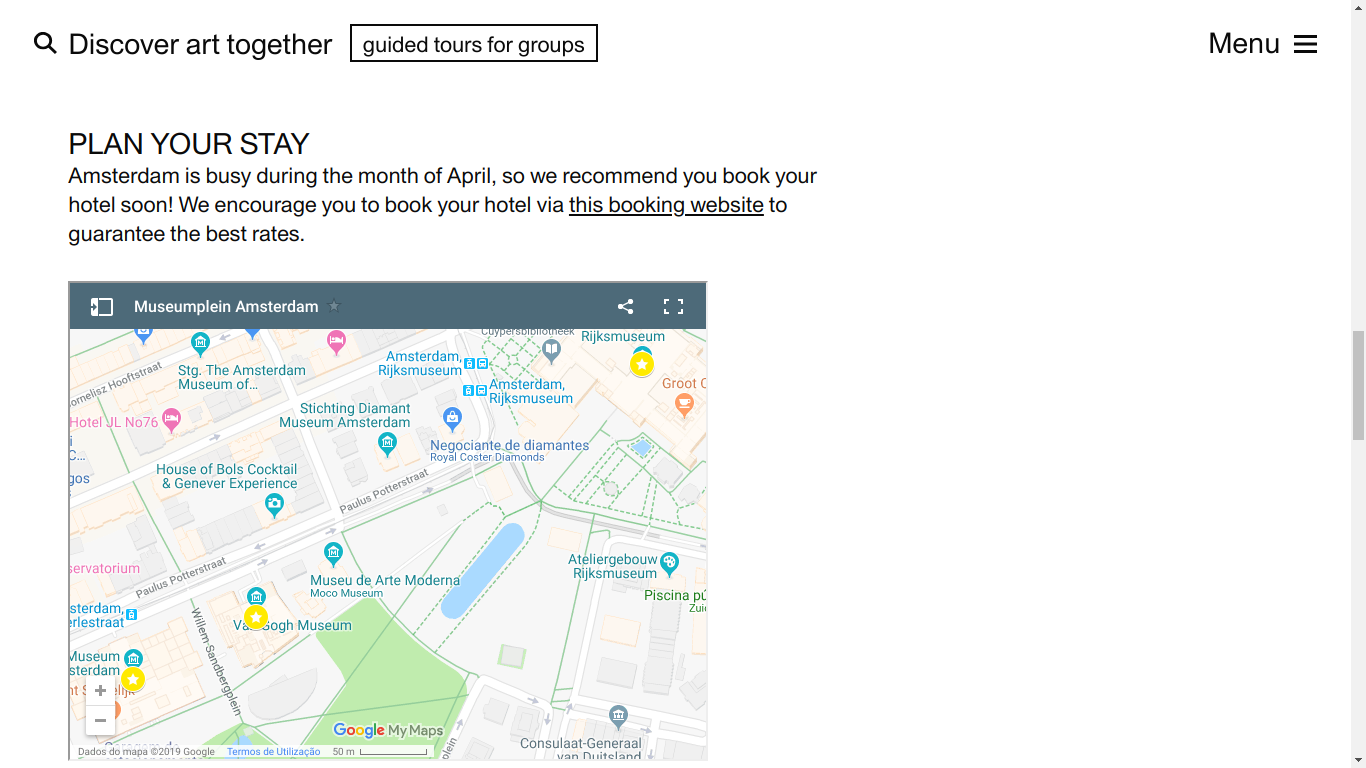 Discover art together
guided tours for groups
Menu
PLAN YOUR STAY
Amsterdam is busy during the month of April, so we recommend you book your
hotel soon! We encourage you to book your hotel via this booking website to
guarantee the best rates.
Museumplein Amsterdam
Cuypersbibliotheek
Rijksmuseum
Amsterdam,
Rijksmuseum
Stg. The Amsterdam
Museum of...
ornelisz Hooftstraat
Amsterdam,
Rijksmuseum
Groot C
Stichting Diamant
Museum Amsterdam
Hotel JL No76
Negociante de diamantes
Royal Coster Diamonds
i
C...
gos
House of Bols Cocktail
& Genever Experience
Paulus Potterstraat
Ateliergebouw
Rijksmuseum
servatorium
Paulus Potterstraat
Museu de Arte Moderna
Moco Museum
Piscina pú
Zuid
sterdam,
erlestraat
Van Gogh Museum
Willem Sandbergplein
Museum
sterdam
+
−
Google My Maps
plein
Consulaat-Generaal
van Duitsland
Dados do mapa ©2019 Google
Termos de Utilização
50 m